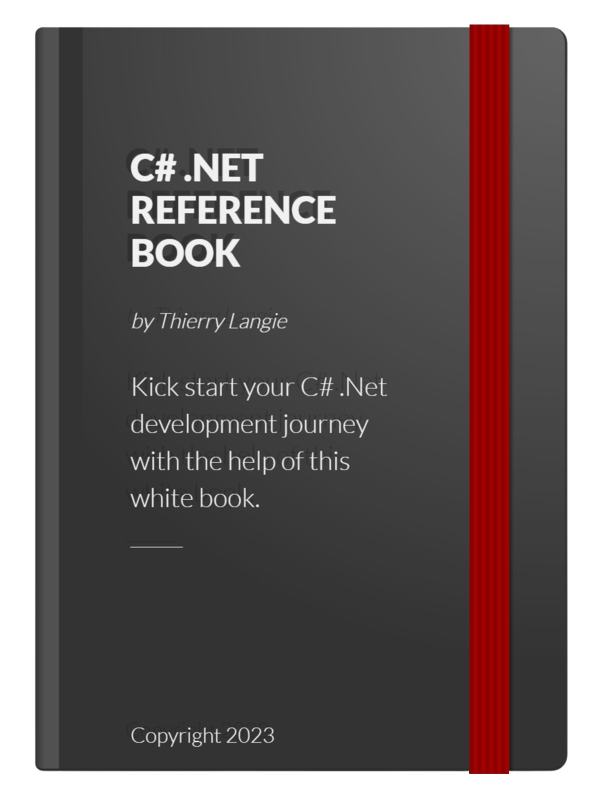 C# .NET
REFERENCE
BOOK
by Thierry Langie
Kick start your C# .Net
development journey
with the help of this
white book.
Copyright 2023